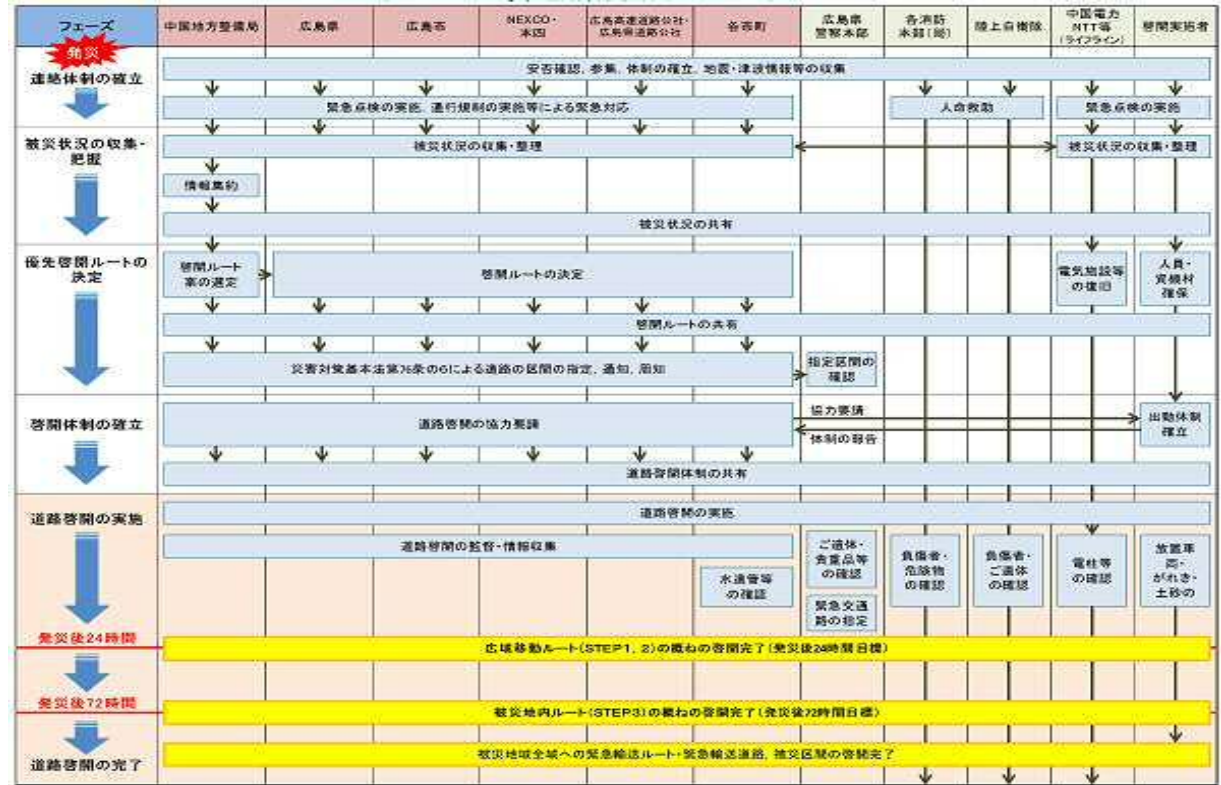 フェーズ
中国地方整備局
広島県
広島市
NEXCO・
本四
広島高速道路公社・
広島県道路公社
各市町
広島県
警察本部
各消防
本部(局)
陸上自衛隊
中国電力
NTT等
(ライフライン)
啓開実施者
発災
連絡体制の確立
安否確認, 参集, 体制の確立, 地震・津波情報等の収集
緊急点検の実施, 通行規制の実施等による緊急対応
人命救助
緊急点検の実施
被災状況の収集・
把握
被災状況の収集・整理
被災状況の収集・整理
情報集約
被災状況の共有
優先啓開ルートの
決定
啓開ルート
案の選定
啓開ルートの決定
電気施設等
の復旧
人員・
資機材
確保
啓開ルートの共有
災害対策基本法第76条の6による道路の区間の指定, 通知, 周知
指定区間の
確認
啓開体制の確立
道路啓開の協力要請
協力要請
体制の報告
出動体制
確立
道路啓開体制の共有
道路啓開の実施
道路啓開の実施
道路啓開の監督・情報収集
水道管等
の確認
ご遺体・
貴重品等
の確認
緊急交通
路の指定
負傷者・
危険物
の確認
負傷者・
ご遺体
の確認
電柱等
の確認
放置車
両・
がれき・
土砂の
発災後24時間
広域移動ルート(STEP1, 2)の概ねの啓開完了(発災後24時間目標)
発災後72時間
被災地内ルート(STEP3)の概ねの啓開完了(発災後72時間目標)
道路啓開の完了
被災地域全域への緊急輸送ルート・緊急輸送道路, 被災区間の啓開完了